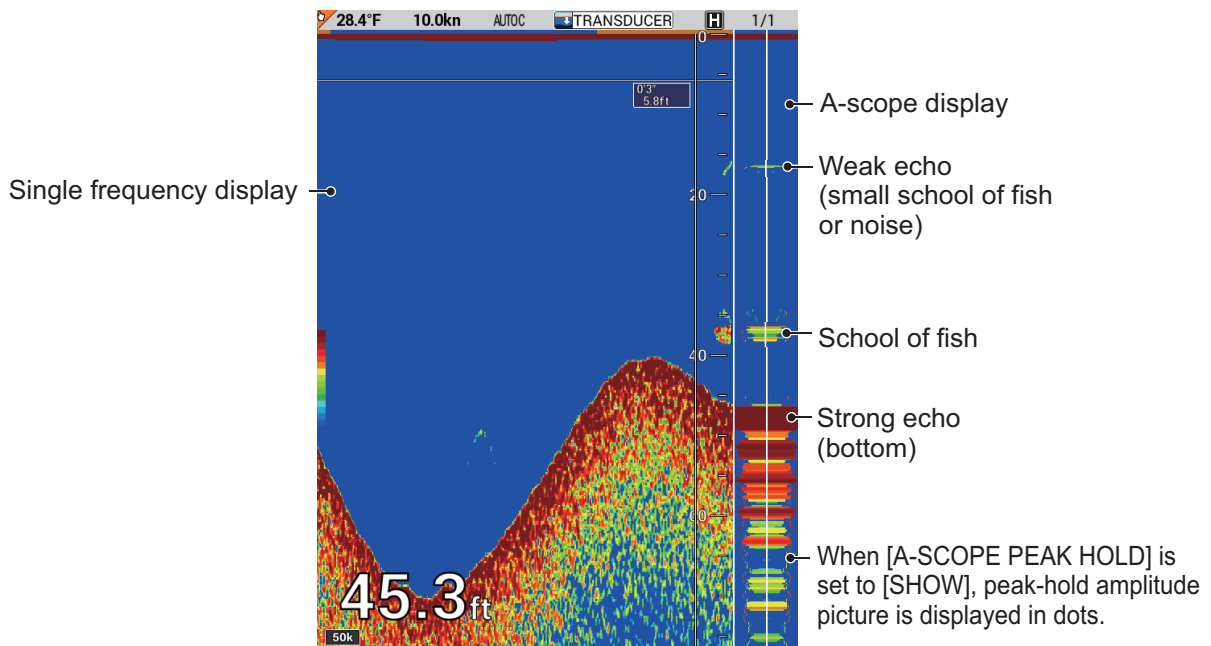 28.4°F 10.0kn AUTOC TRANSDUCER H 1/1
0
0'3"
5.8ft
A-scope display
Weak echo
(small school of fish
or noise)
Single frequency display
20
School of fish
40
Strong echo
(bottom)
60
When [A-SCOPE PEAK HOLD] is
set to [SHOW], peak-hold amplitude
picture is displayed in dots.
45.3ft
50k